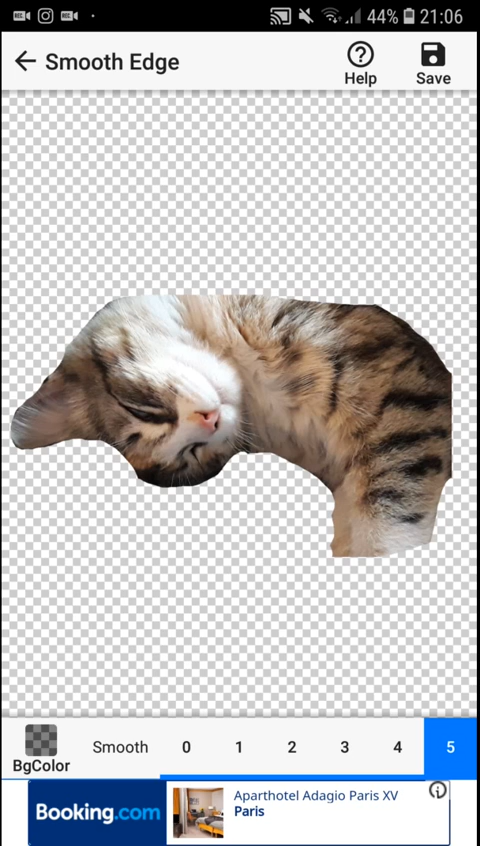 44% 21:06
Smooth Edge
Help
Save
BgColor
Smooth 0 1 2 3 4 5
Booking.com
Aparthotel Adagio Paris XV
Paris